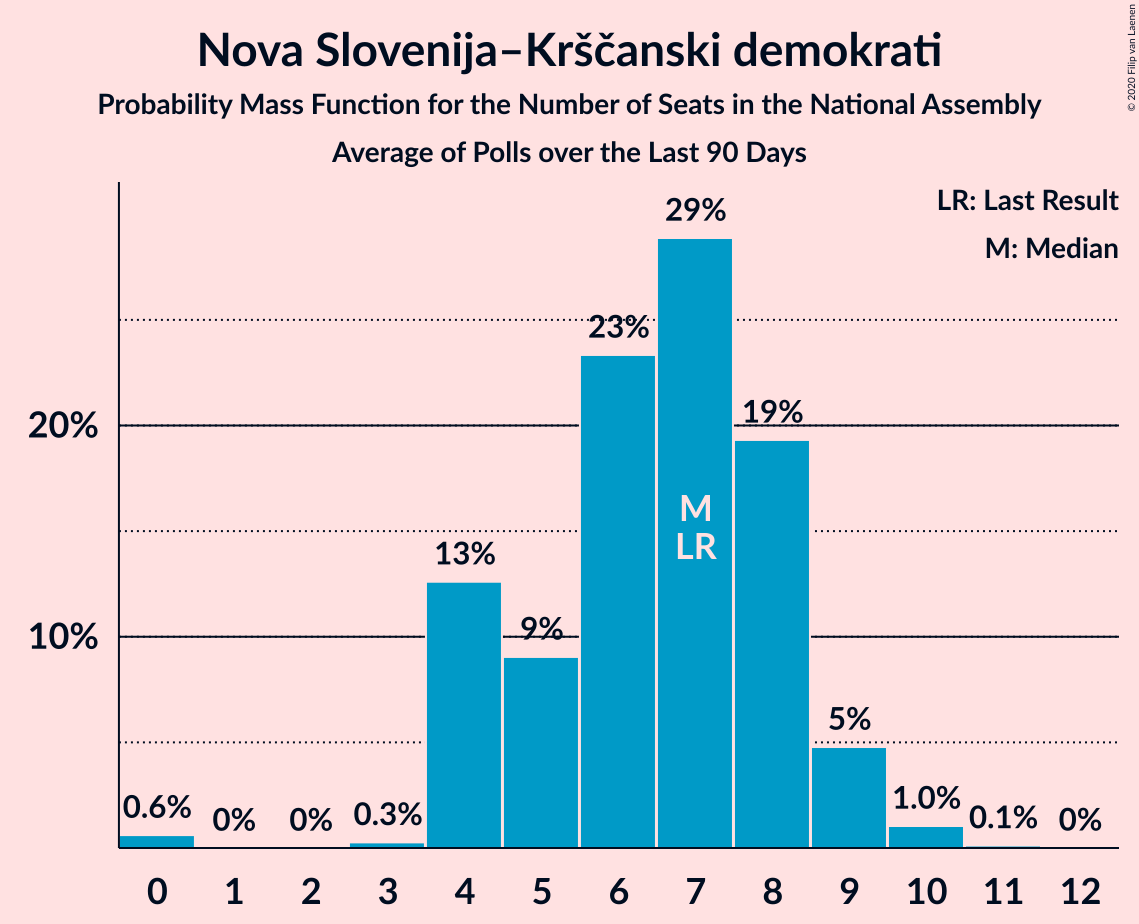 Nova Slovenija–Krščanski demokrati
Probability Mass Function for the Number of Seats in the National Assembly
Average of Polls over the Last 90 Days
© 2020 Filip van Laenen
LR: Last Result
M: Median
29%
23%
20%
19%
M
LR
13%
10%
9%
5%
0.6%
0%
0%
0.3%
1.0%
0.1%
0%
0 1 2 3 4 5 6 7 8 9 10 11 12